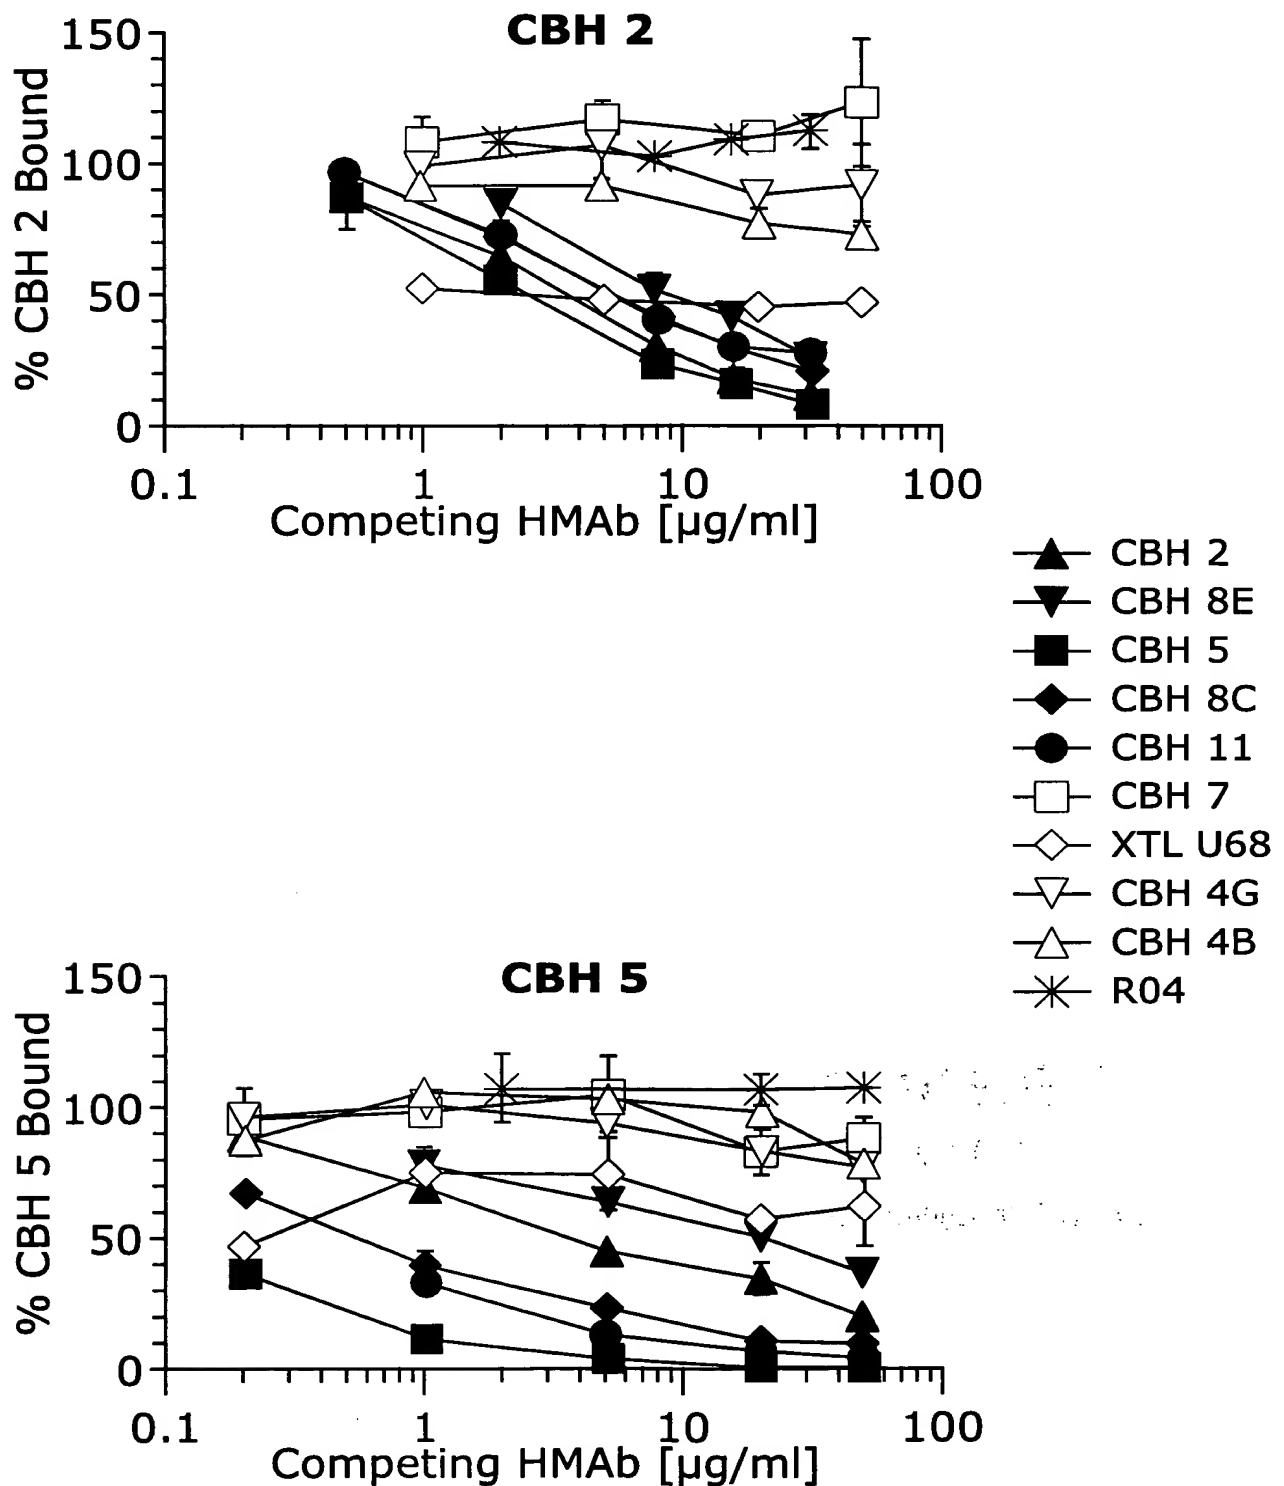 CBH 2
150
100
50
0
% CBH 2 Bound
0.1 1 10 100
Competing HMAb [µg/ml]
CBH 2
CBH 8E
CBH 5
CBH 8C
CBH 11
CBH 7
XTL U68
CBH 4G
CBH 4B
R04
CBH 5
150
100
50
0
% CBH 5 Bound
0.1 1 10 100
Competing HMAb [µg/ml]